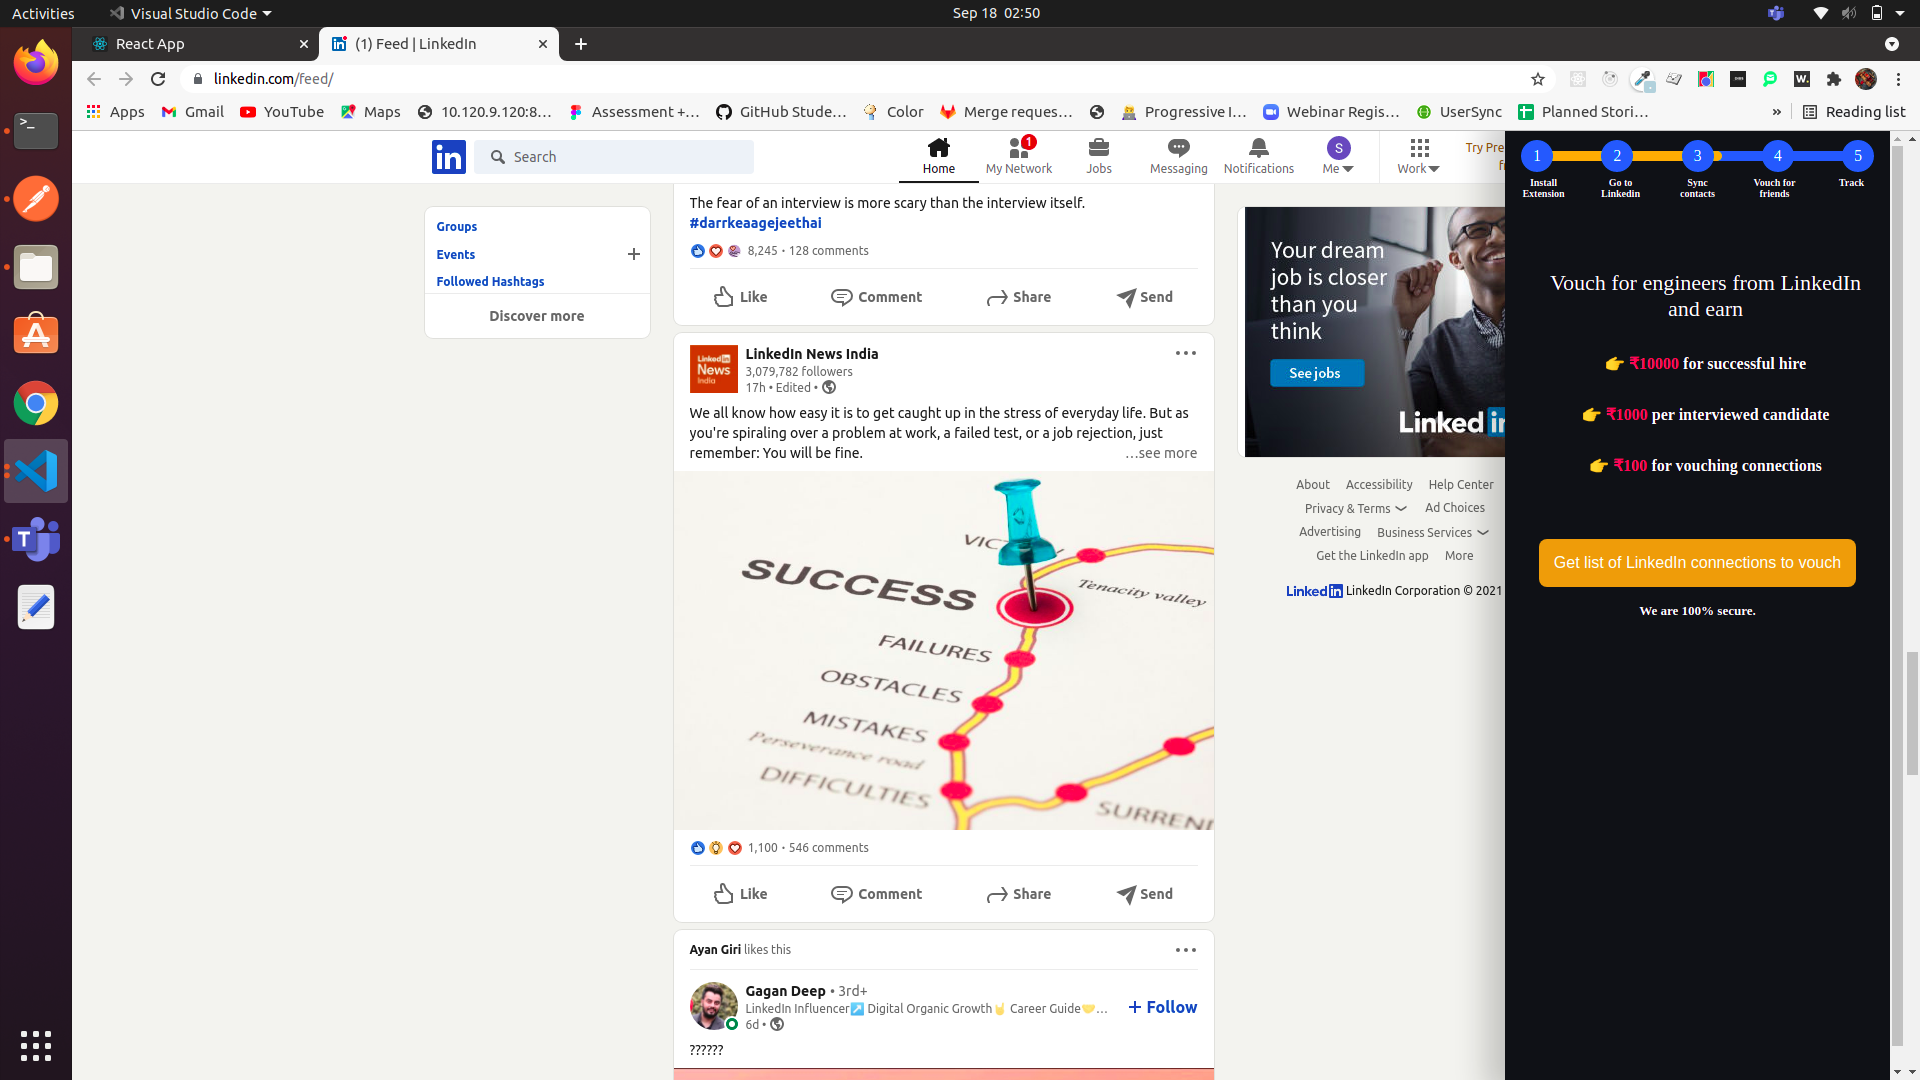 Activities
Visual Studio Code
Sep 18 02:50
React App
(1) Feed | LinkedIn
linkedin.com/feed/
Apps
Gmail
YouTube
Maps
10.120.9.120:8…
Assessment +…
GitHub Stude…
Color
Merge reques…
Progressive I…
Webinar Regis…
UserSync
Planned Stori…
»
Reading list
in
Search
Home
1
My Network
Jobs
Messaging
Notifications
S
Me
Work
Try Pre
Groups
Events
Followed Hashtags
Discover more
The fear of an interview is more scary than the interview itself.
#darrkeaagejeethai
8,245 • 128 comments
Like
Comment
Share
Send
Linked in
News
India
LinkedIn News India
3,079,782 followers
17h • Edited •
We all know how easy it is to get caught up in the stress of everyday life. But as
you're spiraling over a problem at work, a failed test, or a job rejection, just
remember: You will be fine.
…see more
VIC
SUCCESS
Tenacity valley
FAILURES
OBSTACLES
MISTAKES
Perseverance road
DIFFICULTIES
SURREN
1,100 • 546 comments
Like
Comment
Share
Send
Ayan Giri likes this
Gagan Deep • 3rd+
LinkedIn Influencer↗️ Digital Organic Growth🤘 Career Guide🤝…
6d •
+ Follow
??????
Your dream
job is closer
than you
think
See jobs
Linked in
About
Accessibility
Help Center
Privacy & Terms
Ad Choices
Advertising
Business Services
Get the LinkedIn app
More
Linked in LinkedIn Corporation © 2021
1
2
3
4
5
Install
Extension
Go to
Linkedin
Sync
contacts
Vouch for
friends
Track
Vouch for engineers from LinkedIn
and earn
👉 ₹10000 for successful hire
👉 ₹1000 per interviewed candidate
👉 ₹100 for vouching connections
Get list of LinkedIn connections to vouch
We are 100% secure.